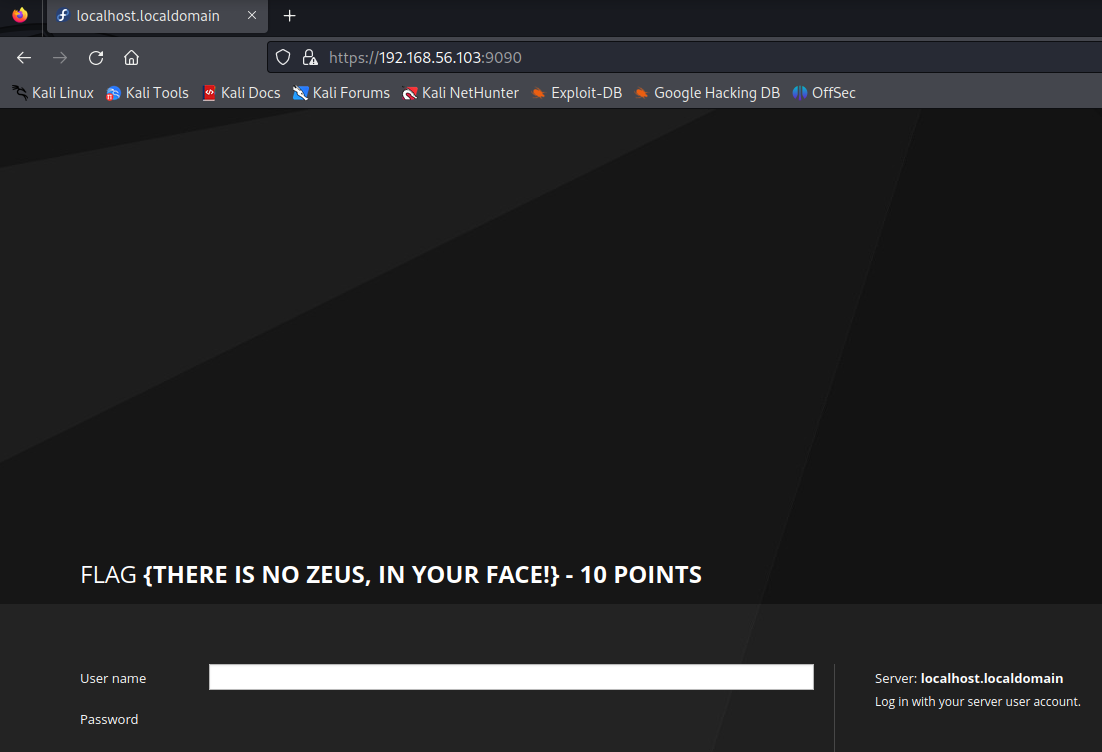 localhost.localdomain
https://192.168.56.103:9090
Kali Linux Kali Tools Kali Docs Kali Forums Kali NetHunter Exploit-DB Google Hacking DB OffSec
FLAG {THERE IS NO ZEUS, IN YOUR FACE!} - 10 POINTS
User name
Server: localhost.localdomain
Log in with your server user account.
Password